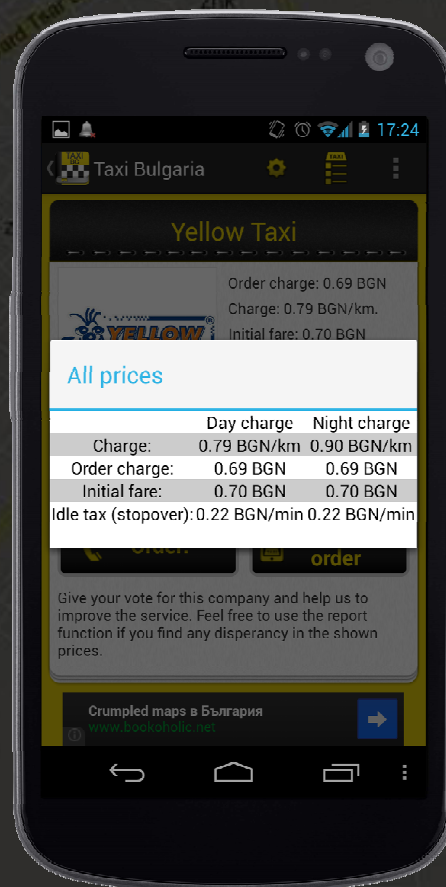 17:24
TAXI
BG
Taxi Bulgaria
TAXI
Yellow Taxi
Order charge: 0.69 BGN
Charge: 0.79 BGN/km.
YELLOW
Initial fare: 0.70 BGN
All prices
Day charge Night charge
Charge: 0.79 BGN/km 0.90 BGN/km
Order charge: 0.69 BGN 0.69 BGN
Initial fare: 0.70 BGN 0.70 BGN
Idle tax (stopover): 0.22 BGN/min 0.22 BGN/min
order
Give your vote for this company and help us to
improve the service. Feel free to use the report
function if you find any disperancy in the shown
prices.
Crumpled maps в България
www.bookoholic.net